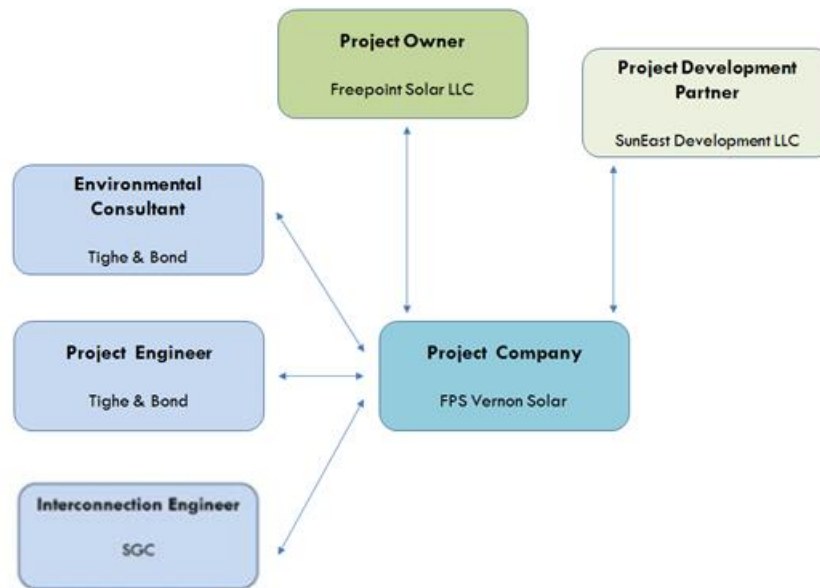 Project Owner
Freepoint Solar LLC
Project Development
Partner
SunEast Development LLC
Environmental
Consultant
Tighe & Bond
Project Engineer
Tighe & Bond
Project Company
FPS Vernon Solar
Interconnection Engineer
SGC